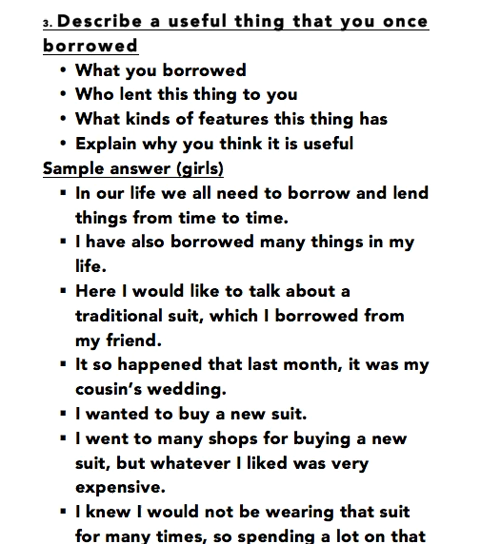 3. Describe a useful thing that you once
borrowed
• What you borrowed
• Who lent this thing to you
• What kinds of features this thing has
• Explain why you think it is useful
Sample answer (girls)
▪ In our life we all need to borrow and lend
things from time to time.
▪ I have also borrowed many things in my
life.
▪ Here I would like to talk about a
traditional suit, which I borrowed from
my friend.
▪ It so happened that last month, it was my
cousin’s wedding.
▪ I wanted to buy a new suit.
▪ I went to many shops for buying a new
suit, but whatever I liked was very
expensive.
▪ I knew I would not be wearing that suit
for many times, so spending a lot on that